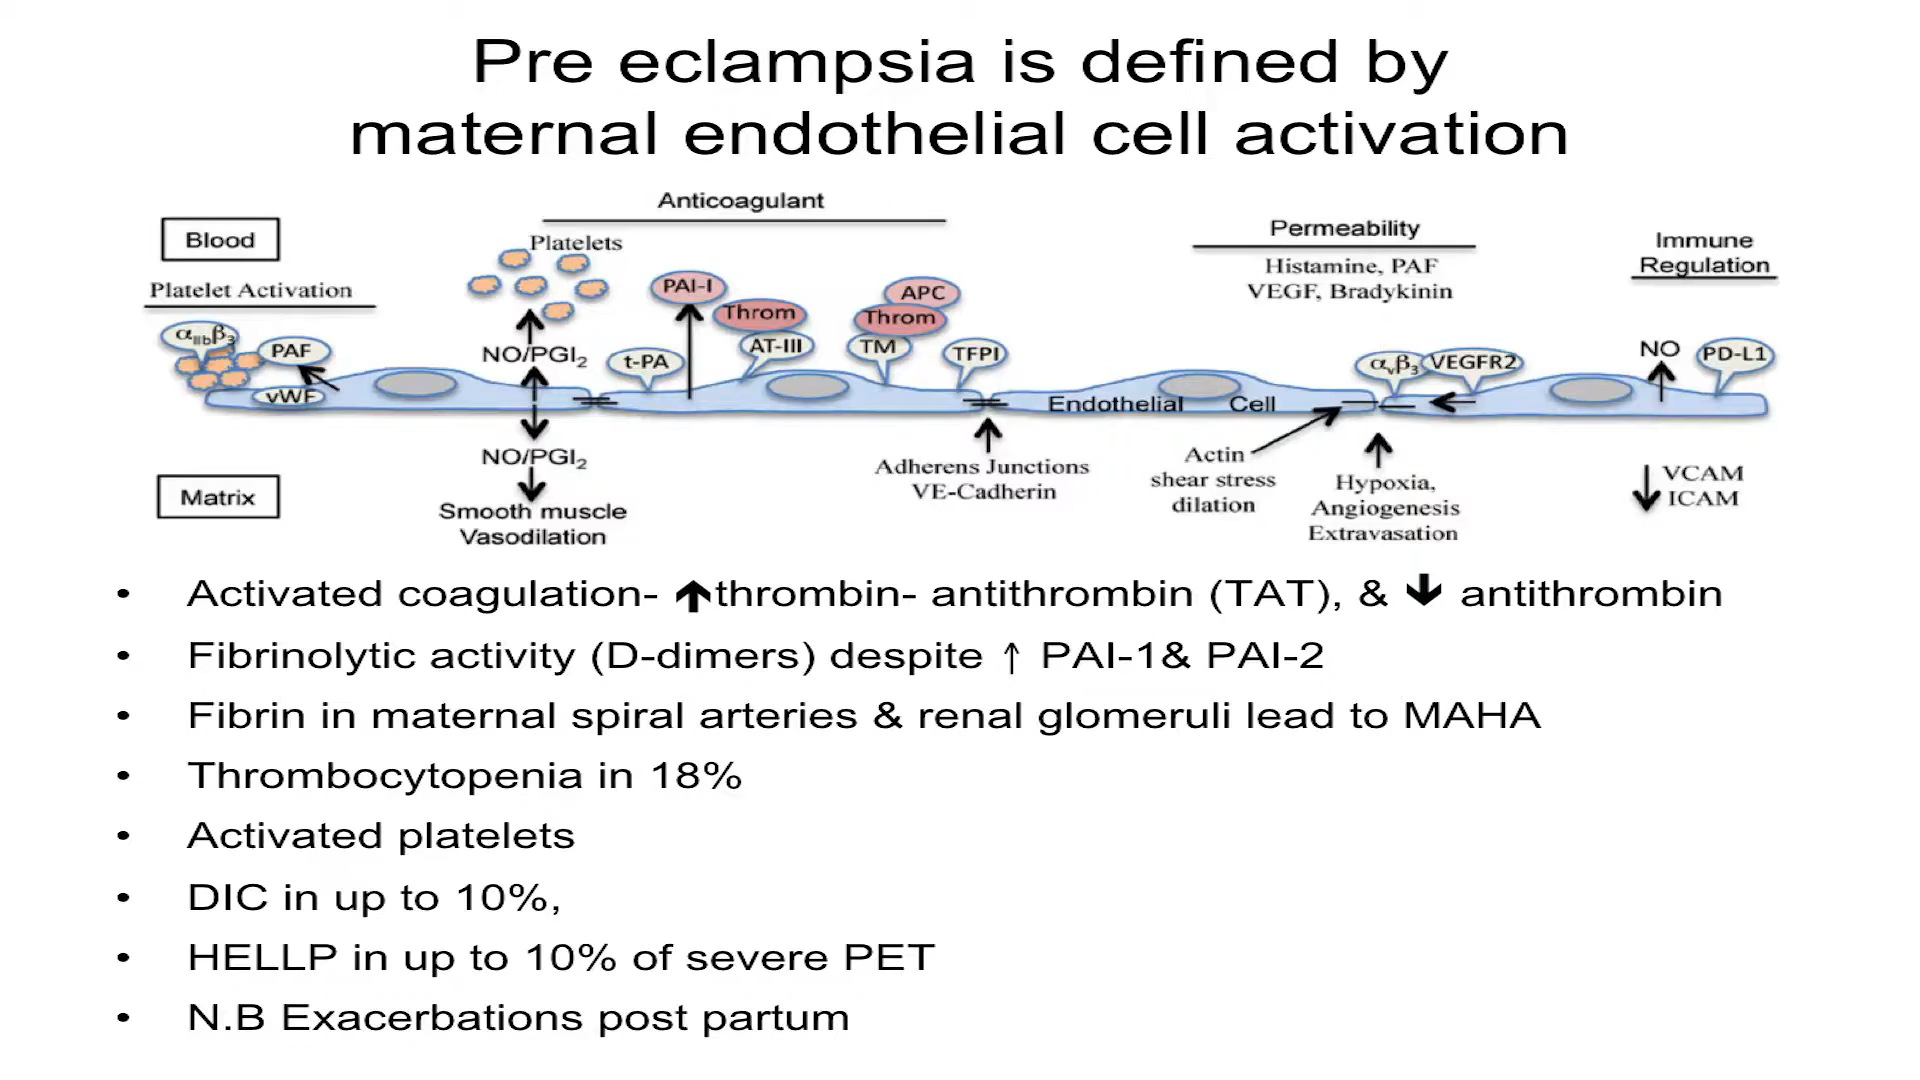 Pre eclampsia is defined by
maternal endothelial cell activation
Anticoagulant
Blood
Platelets
Permeability
Immune
Regulation
Platelet Activation
Histamine, PAF
VEGF, Bradykinin
PAI-I
APC
Throm
Throm
αIIbβ3
PAF
NO/PGI2
t-PA
AT-III
TM
TFPI
αvβ3
VEGFR2
NO
PD-L1
vWF
Endothelial Cell
NO/PGI2
Adherens Junctions
VE-Cadherin
Actin
shear stress
dilation
Hypoxia,
Angiogenesis
Extravasation
↓ VCAM
ICAM
Matrix
Smooth muscle
Vasodilation
• Activated coagulation- ↑thrombin- antithrombin (TAT), & ↓ antithrombin
• Fibrinolytic activity (D-dimers) despite ↑ PAI-1& PAI-2
• Fibrin in maternal spiral arteries & renal glomeruli lead to MAHA
• Thrombocytopenia in 18%
• Activated platelets
• DIC in up to 10%,
• HELLP in up to 10% of severe PET
• N.B Exacerbations post partum